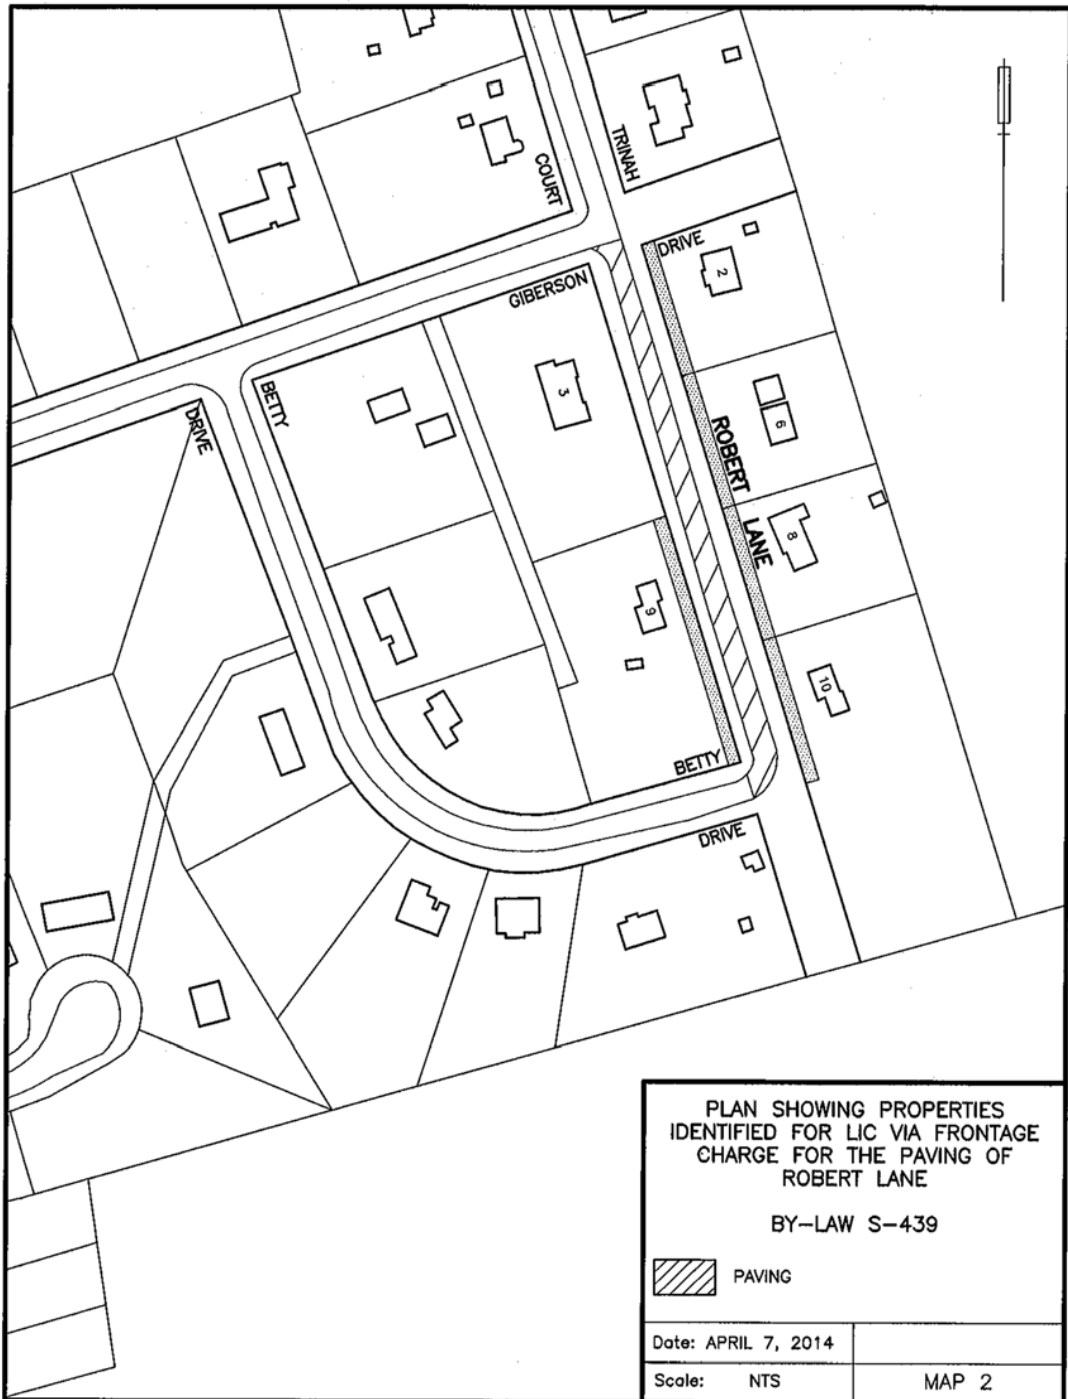 TRINAH
COURT
DRIVE
2
GIBERSON
3
BETTY
DRIVE
6
ROBERT LANE
8
9
10
BETTY
DRIVE
PLAN SHOWING PROPERTIES
IDENTIFIED FOR LIC VIA FRONTAGE
CHARGE FOR THE PAVING OF
ROBERT LANE
BY-LAW S-439
PAVING
Date: APRIL 7, 2014
Scale: NTS
MAP 2